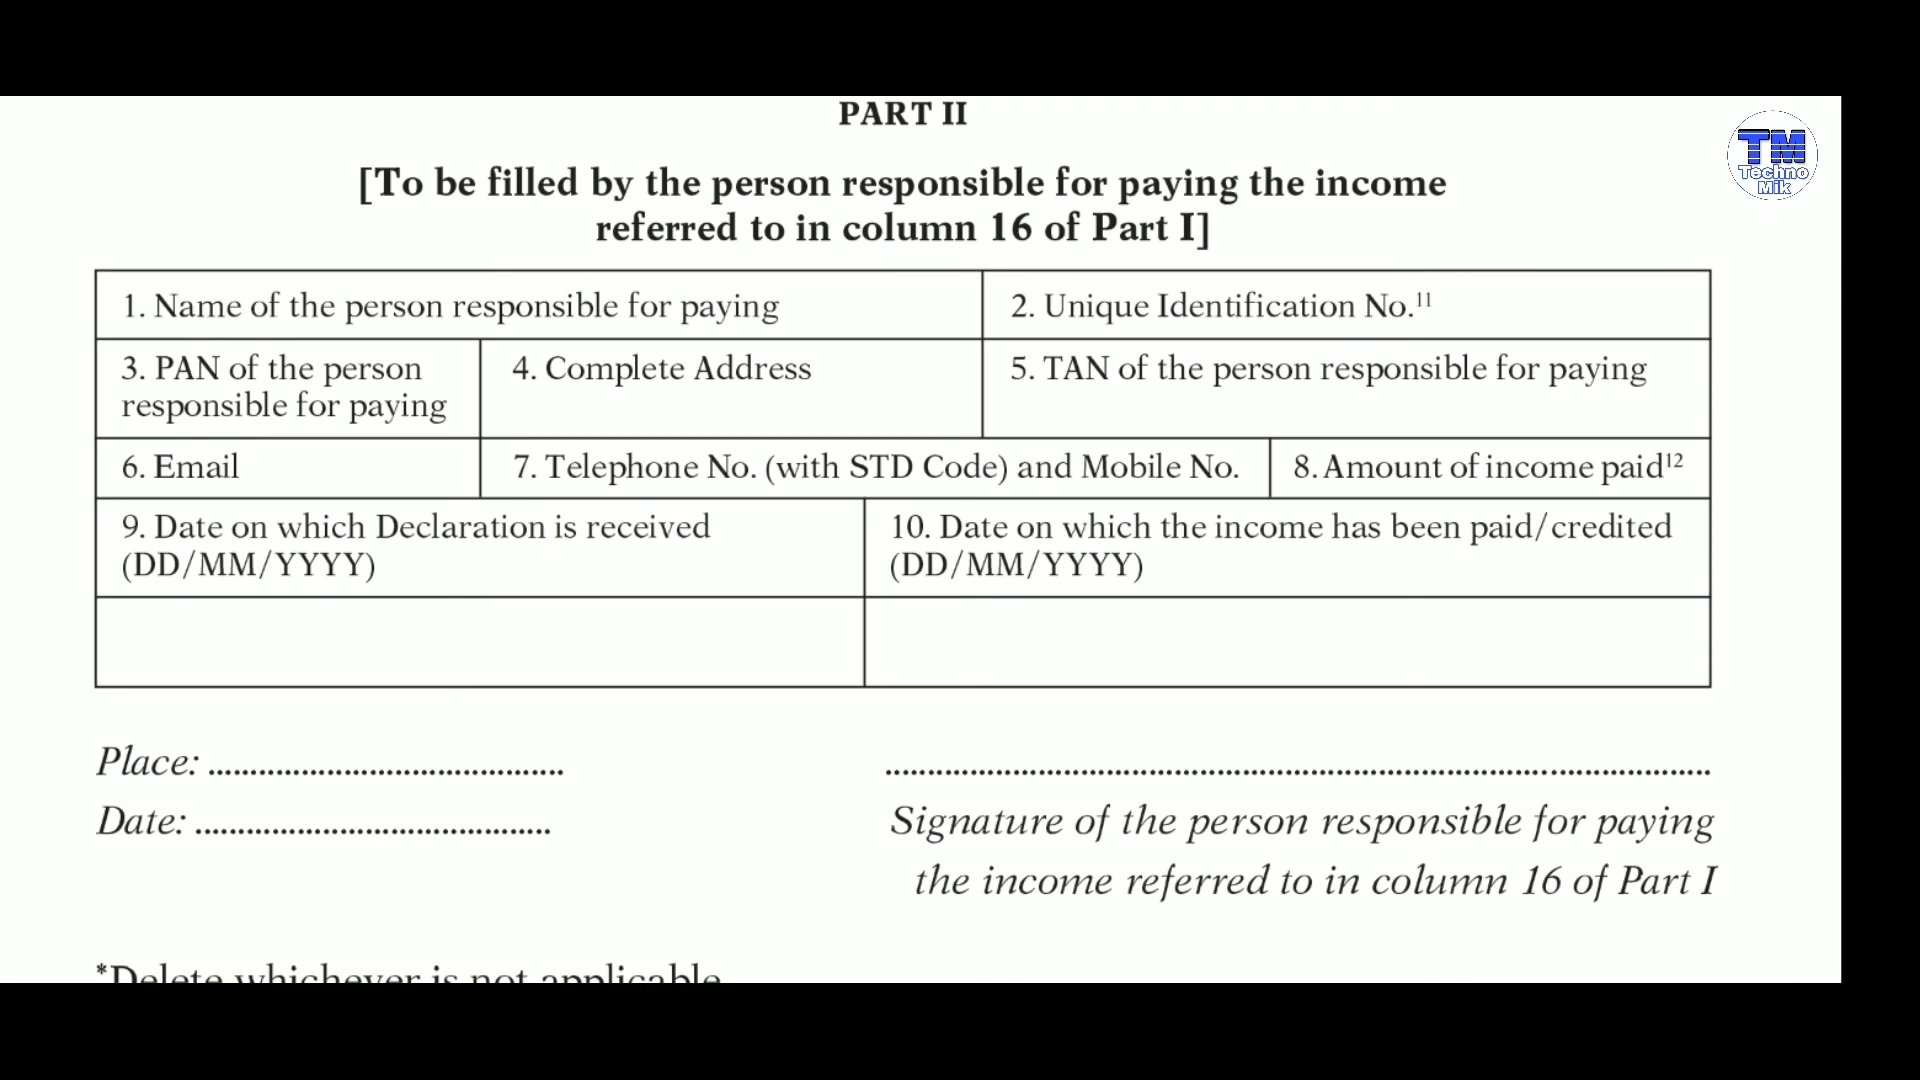 PART II
TM
Techno
Mik
[To be filled by the person responsible for paying the income
referred to in column 16 of Part I]
1. Name of the person responsible for paying
2. Unique Identification No.¹¹
3. PAN of the person
responsible for paying
4. Complete Address
5. TAN of the person responsible for paying
6. Email
7. Telephone No. (with STD Code) and Mobile No.
8. Amount of income paid¹²
9. Date on which Declaration is received
(DD/MM/YYYY)
10. Date on which the income has been paid/credited
(DD/MM/YYYY)
Place: ..........................................
Date: ..........................................
Signature of the person responsible for paying
the income referred to in column 16 of Part I
*Delete whichever is not applicable.